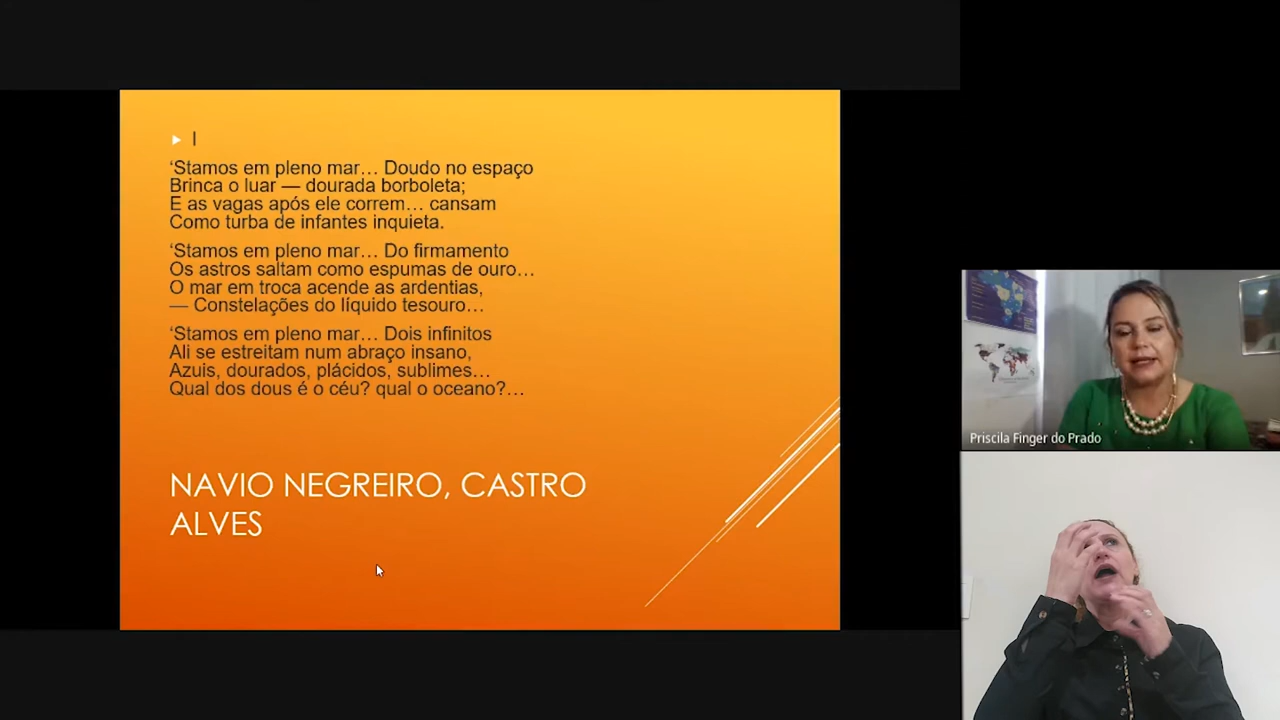 I
‘Stamos em pleno mar… Doudo no espaço
Brinca o luar — dourada borboleta;
E as vagas após ele correm… cansam
Como turba de infantes inquieta.
‘Stamos em pleno mar… Do firmamento
Os astros saltam como espumas de ouro…
O mar em troca acende as ardentias,
— Constelações do líquido tesouro…
‘Stamos em pleno mar… Dois infinitos
Ali se estreitam num abraço insano,
Azuis, dourados, plácidos, sublimes…
Qual dos dous é o céu? qual o oceano?…
NAVIO NEGREIRO, CASTRO
ALVES
Priscila Finger do Prado